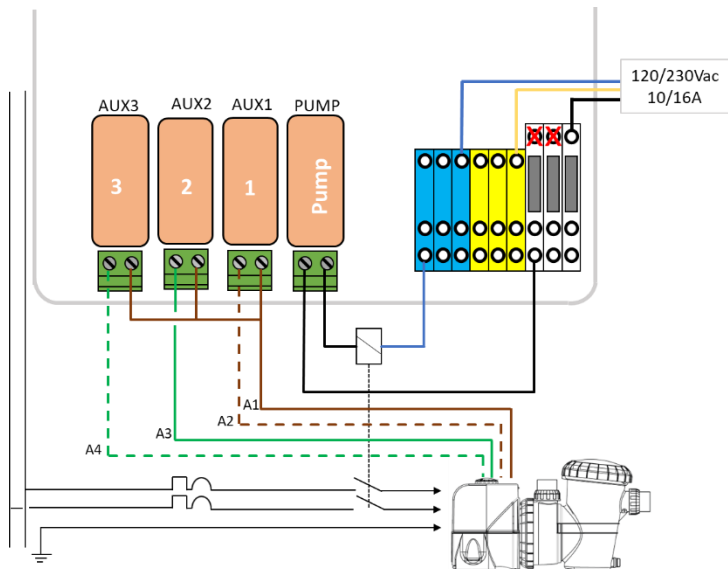 120/230Vac
10/16A
AUX3 AUX2 AUX1 PUMP
3 2 1 Pump
A1
A2
A3
A4